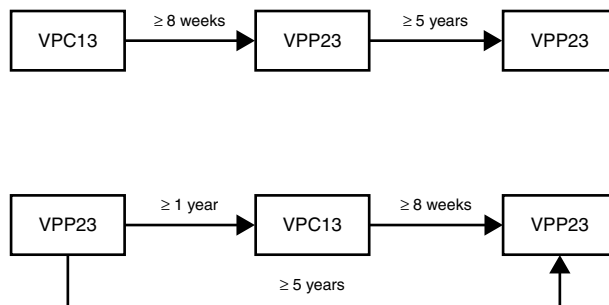 ≥ 8 weeks ≥ 5 years
VPC13 VPP23 VPP23
≥ 1 year ≥ 8 weeks
VPP23 VPC13 VPP23
≥ 5 years